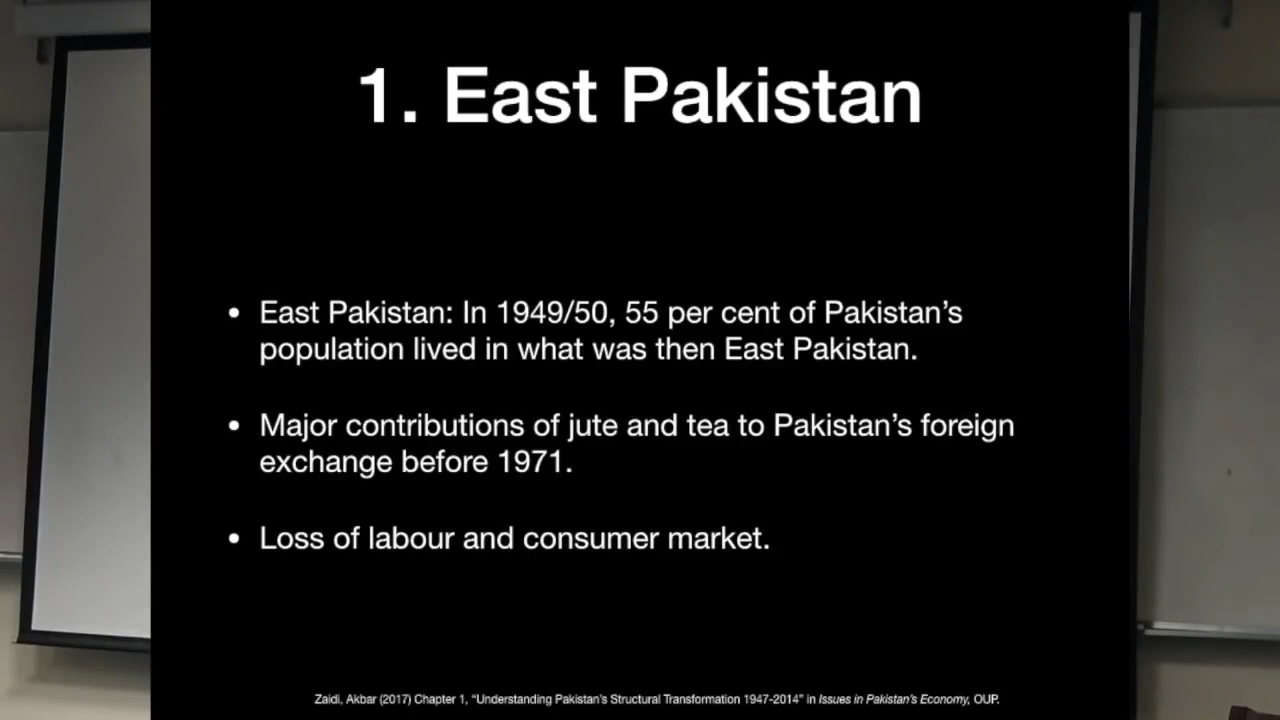 1. East Pakistan
• East Pakistan: In 1949/50, 55 per cent of Pakistan’s
population lived in what was then East Pakistan.
• Major contributions of jute and tea to Pakistan’s foreign
exchange before 1971.
• Loss of labour and consumer market.
Zaidi, Akbar (2017) Chapter 1, “Understanding Pakistan’s Structural Transformation 1947-2014” in Issues in Pakistan’s Economy, OUP.